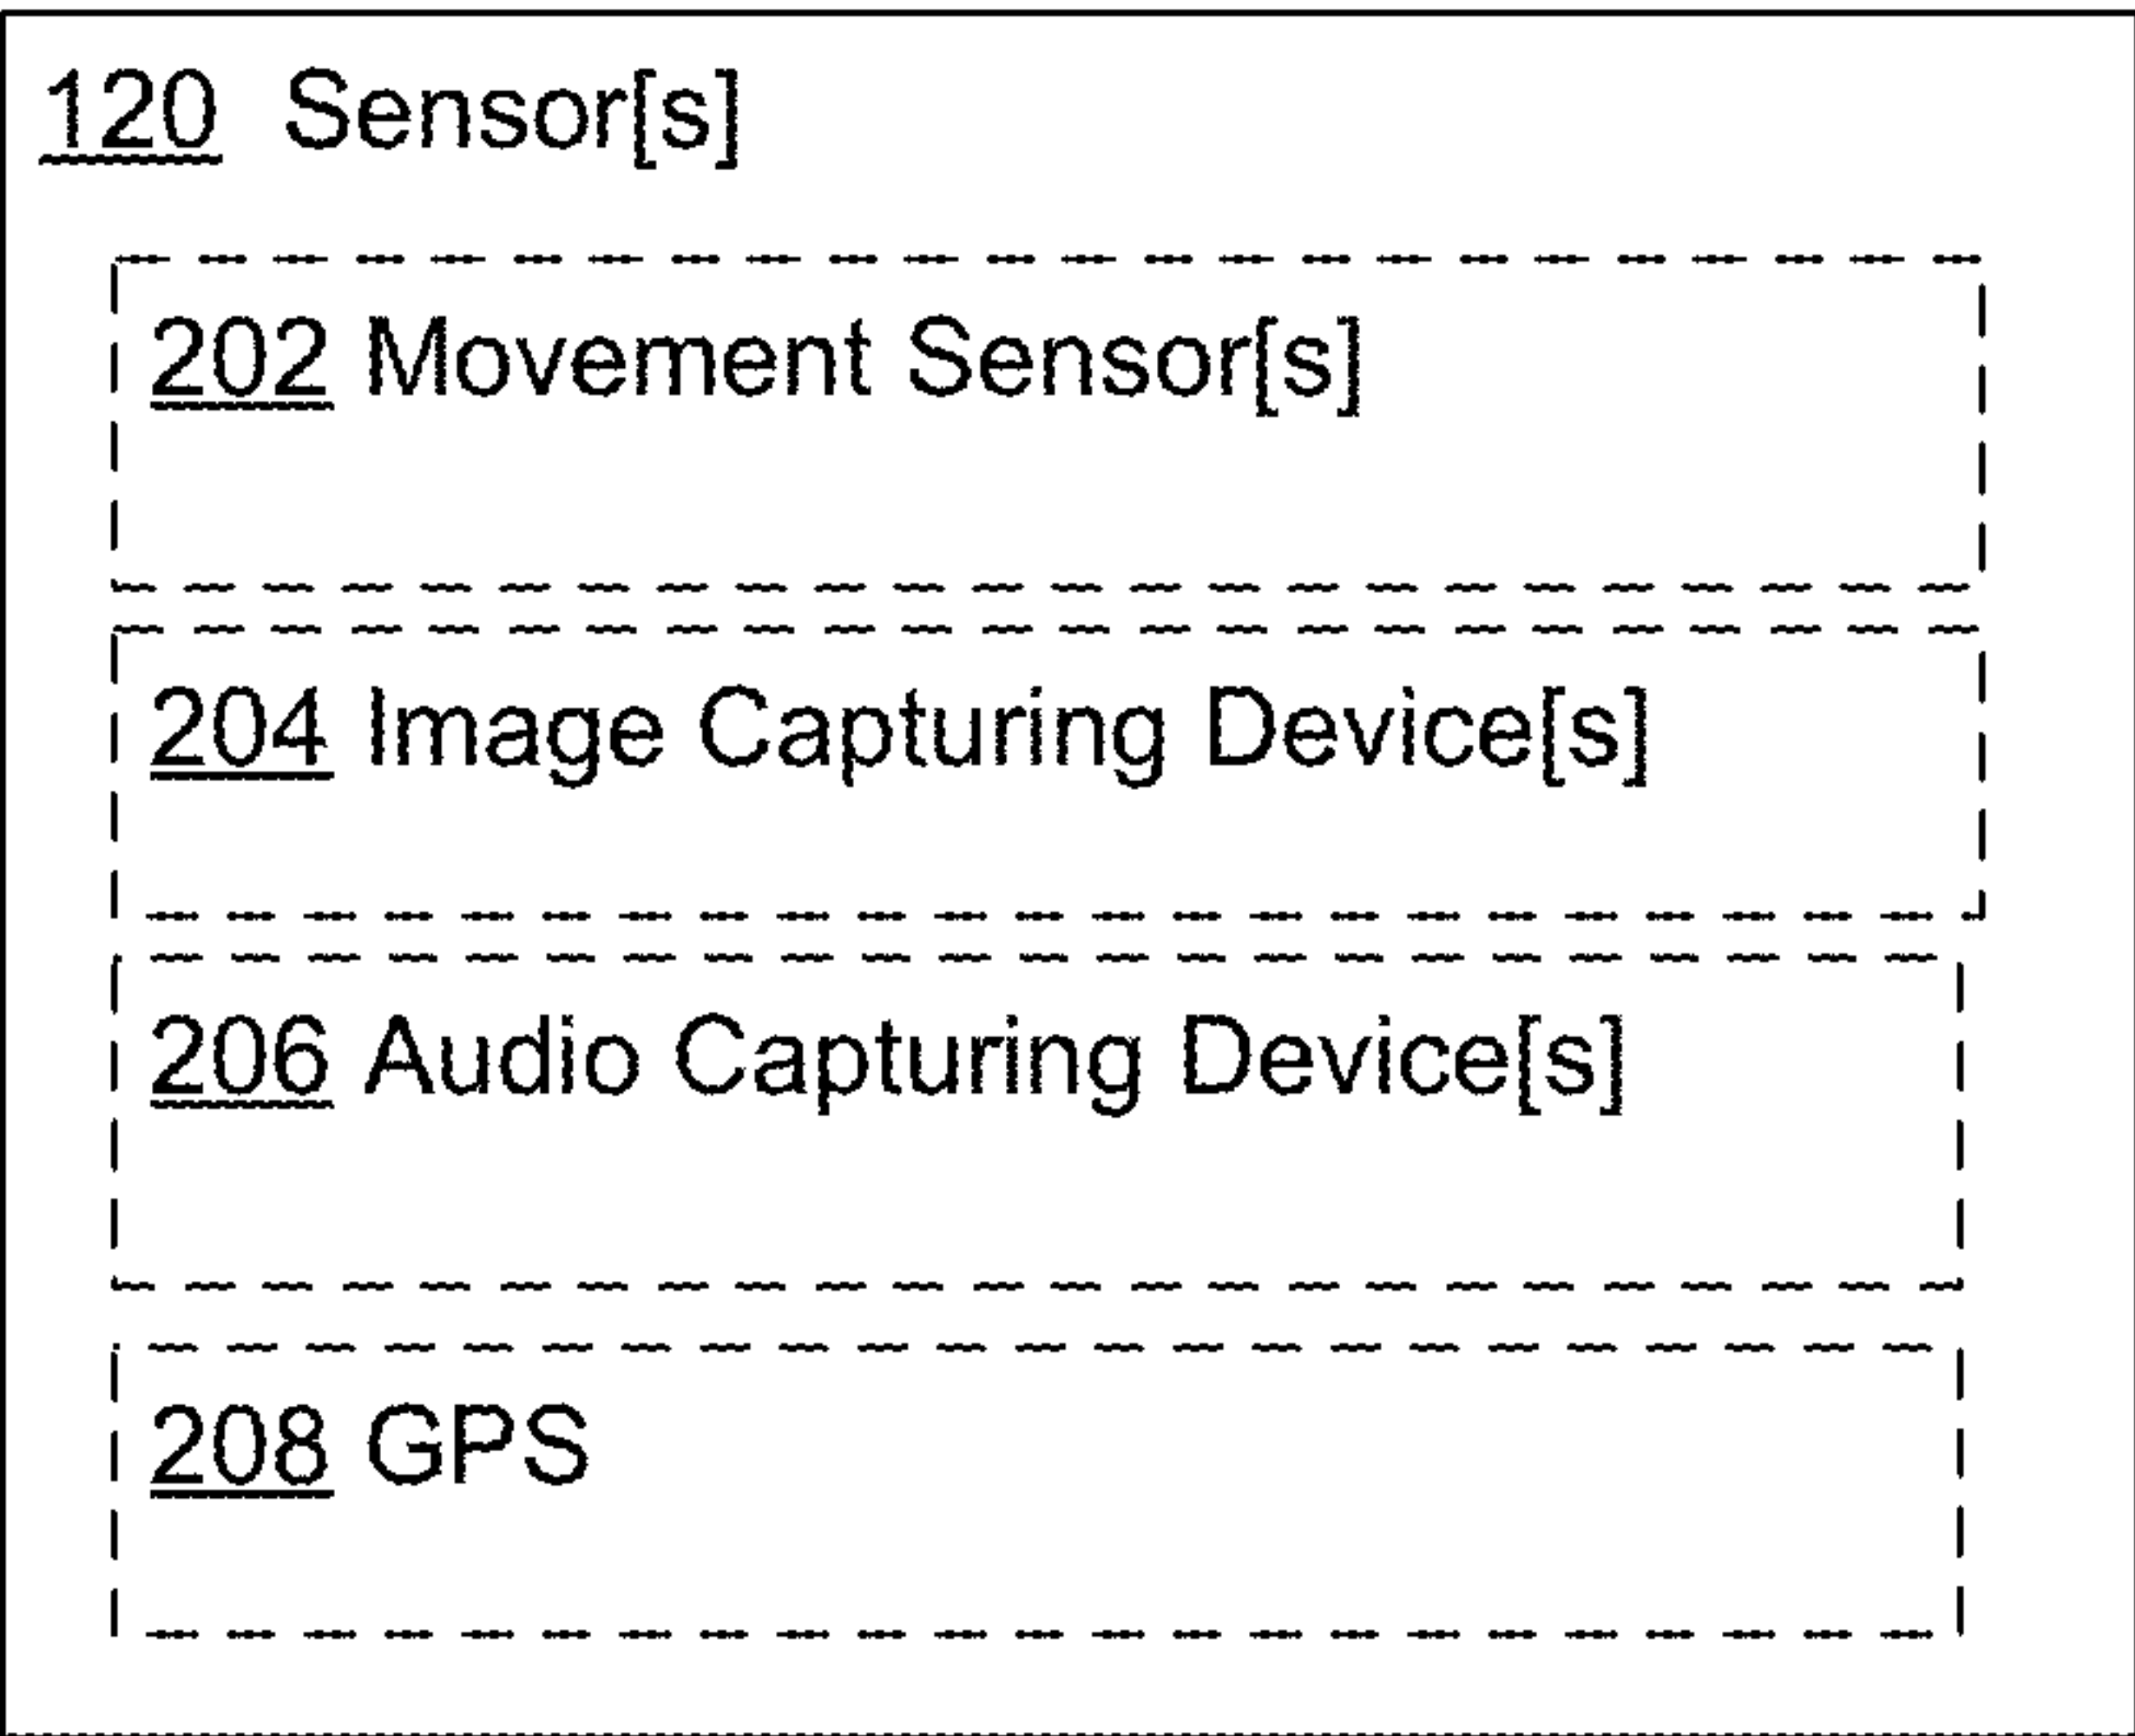 120 Sensor[s]
202 Movement Sensor[s]
204 Image Capturing Device[s]
206 Audio Capturing Device[s]
208 GPS